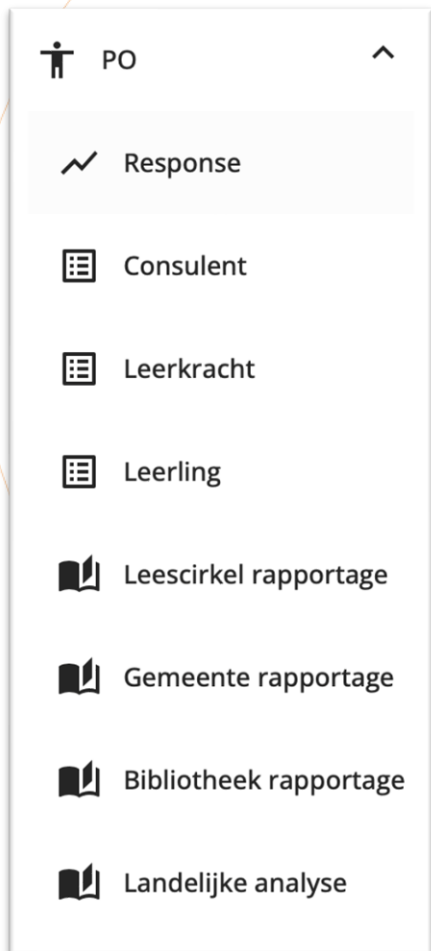 PO
Response
Consulent
Leerkracht
Leerling
Leescirkel rapportage
Gemeente rapportage
Bibliotheek rapportage
Landelijke analyse